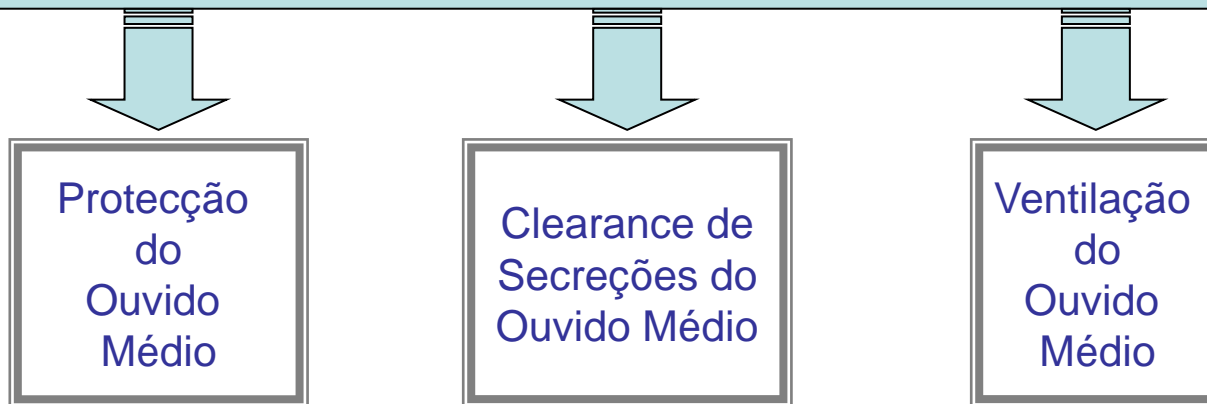 Protecção
do
Ouvido
Médio
Clearance de
Secreções do
Ouvido Médio
Ventilação
do
Ouvido
Médio